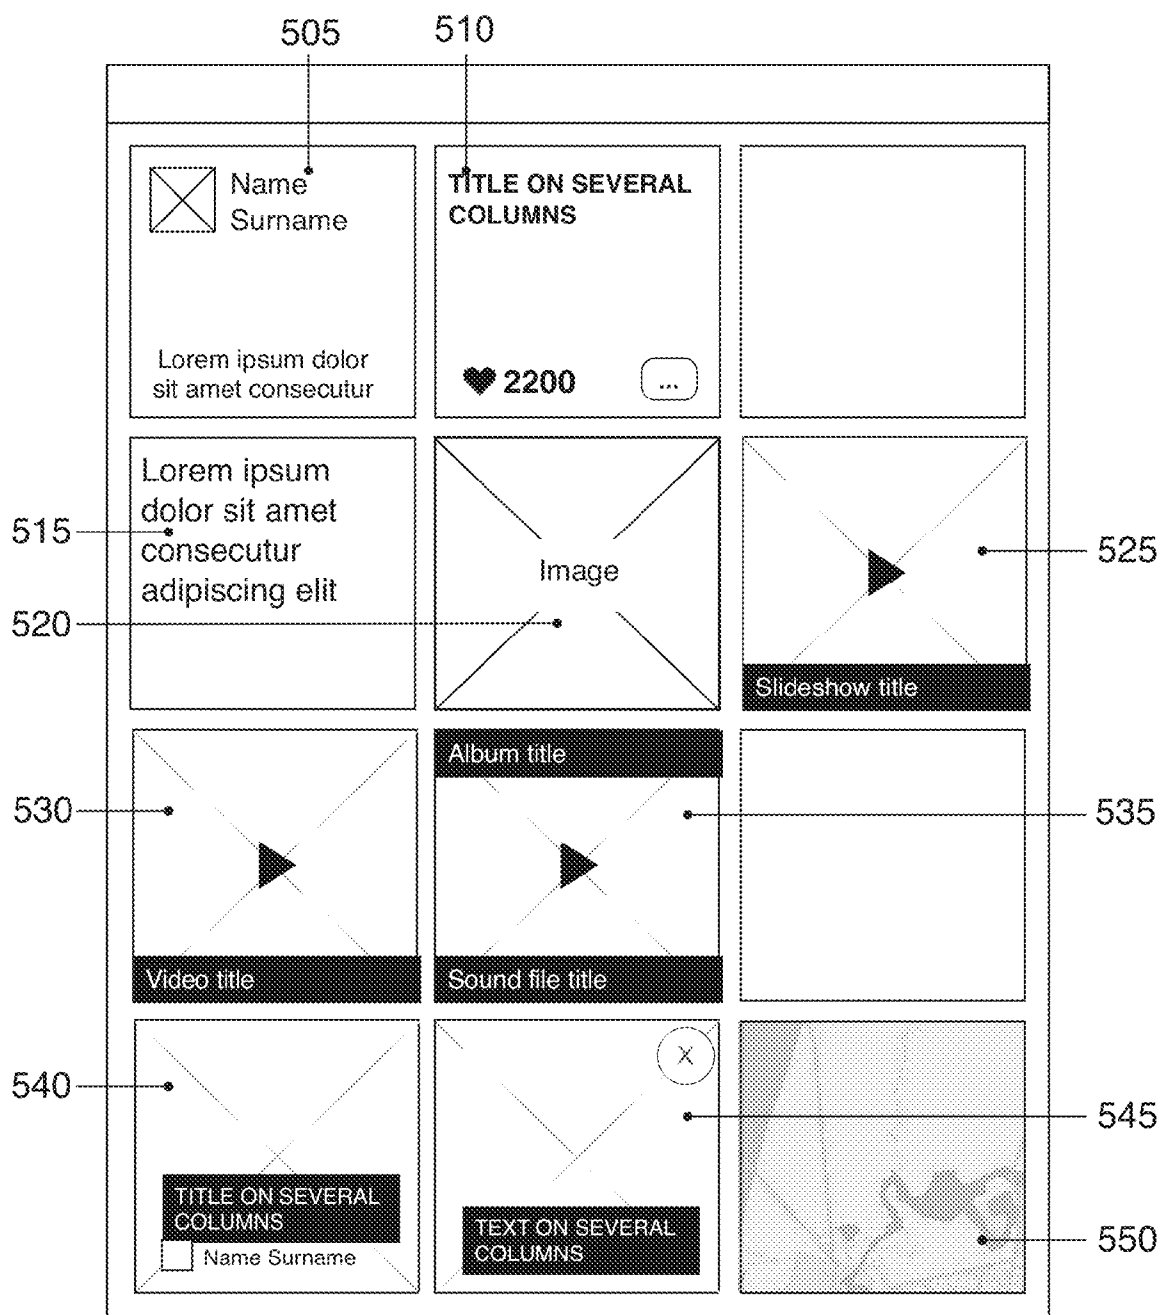 505
510
Name
Surname
Lorem ipsum dolor
sit amet consecutur
TITLE ON SEVERAL
COLUMNS
2200
...
515
Lorem ipsum
dolor sit amet
consecutur
adipiscing elit
520
Image
525
Slideshow title
530
Video title
Album title
Sound file title
535
540
TITLE ON SEVERAL
COLUMNS
Name Surname
X
TEXT ON SEVERAL
COLUMNS
545
550